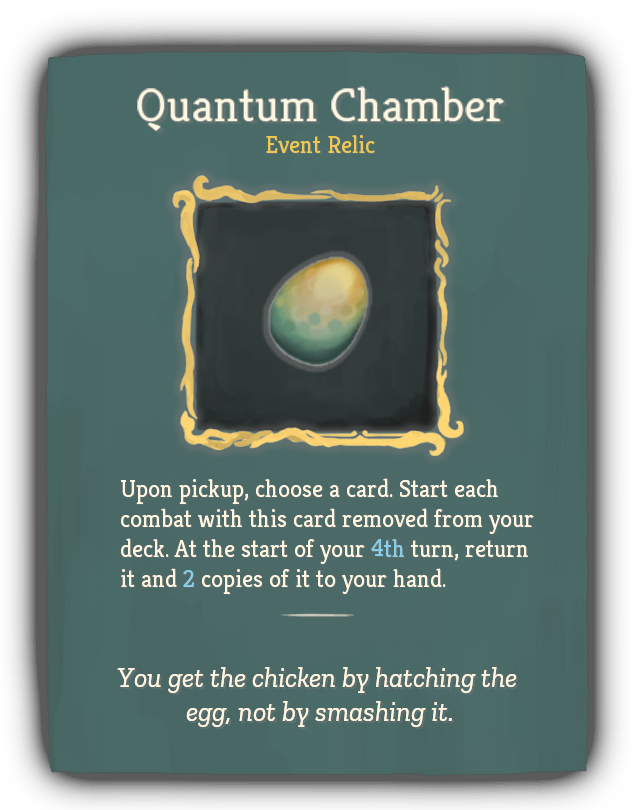 Quantum Chamber
Event Relic
Upon pickup, choose a card. Start each
combat with this card removed from your
deck. At the start of your 4th turn, return
it and 2 copies of it to your hand.
You get the chicken by hatching the
egg, not by smashing it.